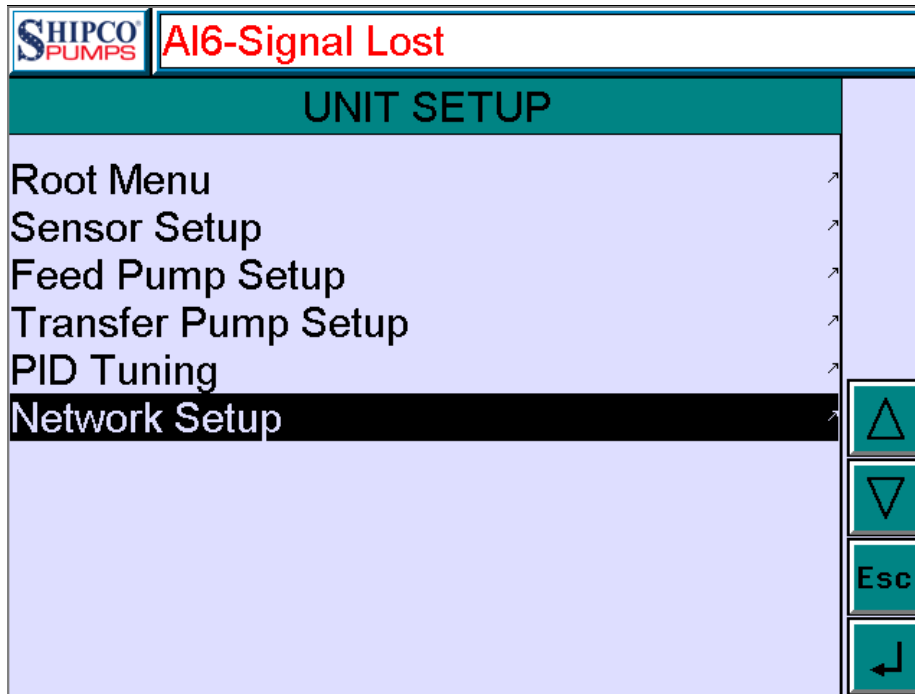 SHIPCO®
PUMPS
AI6-Signal Lost
UNIT SETUP
Root Menu
Sensor Setup
Feed Pump Setup
Transfer Pump Setup
PID Tuning
Network Setup
Esc